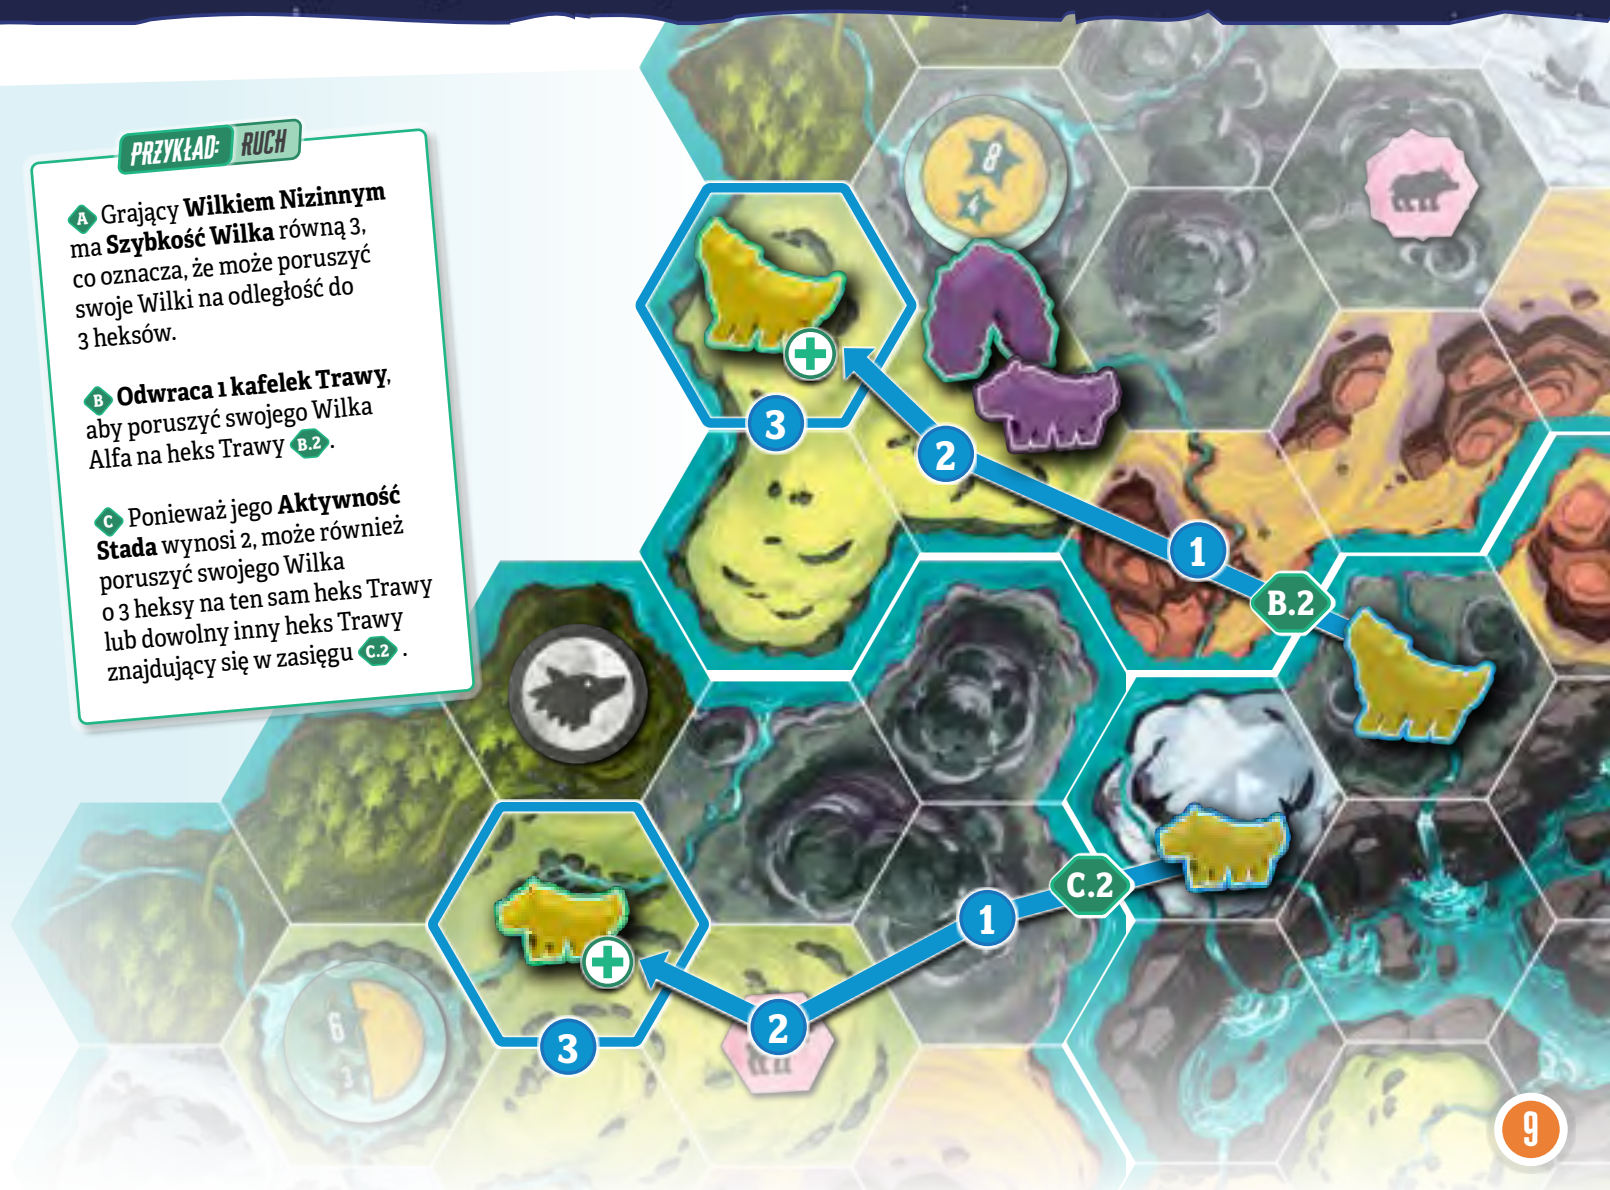 PRZYKŁAD: RUCH
A Grający Wilkiem Nizinnym
ma Szybkość Wilka równą 3,
co oznacza, że może poruszyć
swoje Wilki na odległość do
3 heksów.
B Odwraca 1 kafelek Trawy,
aby poruszyć swojego Wilka
Alfa na heks Trawy B.2.
C Ponieważ jego Aktywność
Stada wynosi 2, może również
poruszyć swojego Wilka
o 3 heksy na ten sam heks Trawy
lub dowolny inny heks Trawy
znajdujący się w zasięgu C.2.
8
4
3
2
1
B.2
C.2
1
2
3
6
3
9